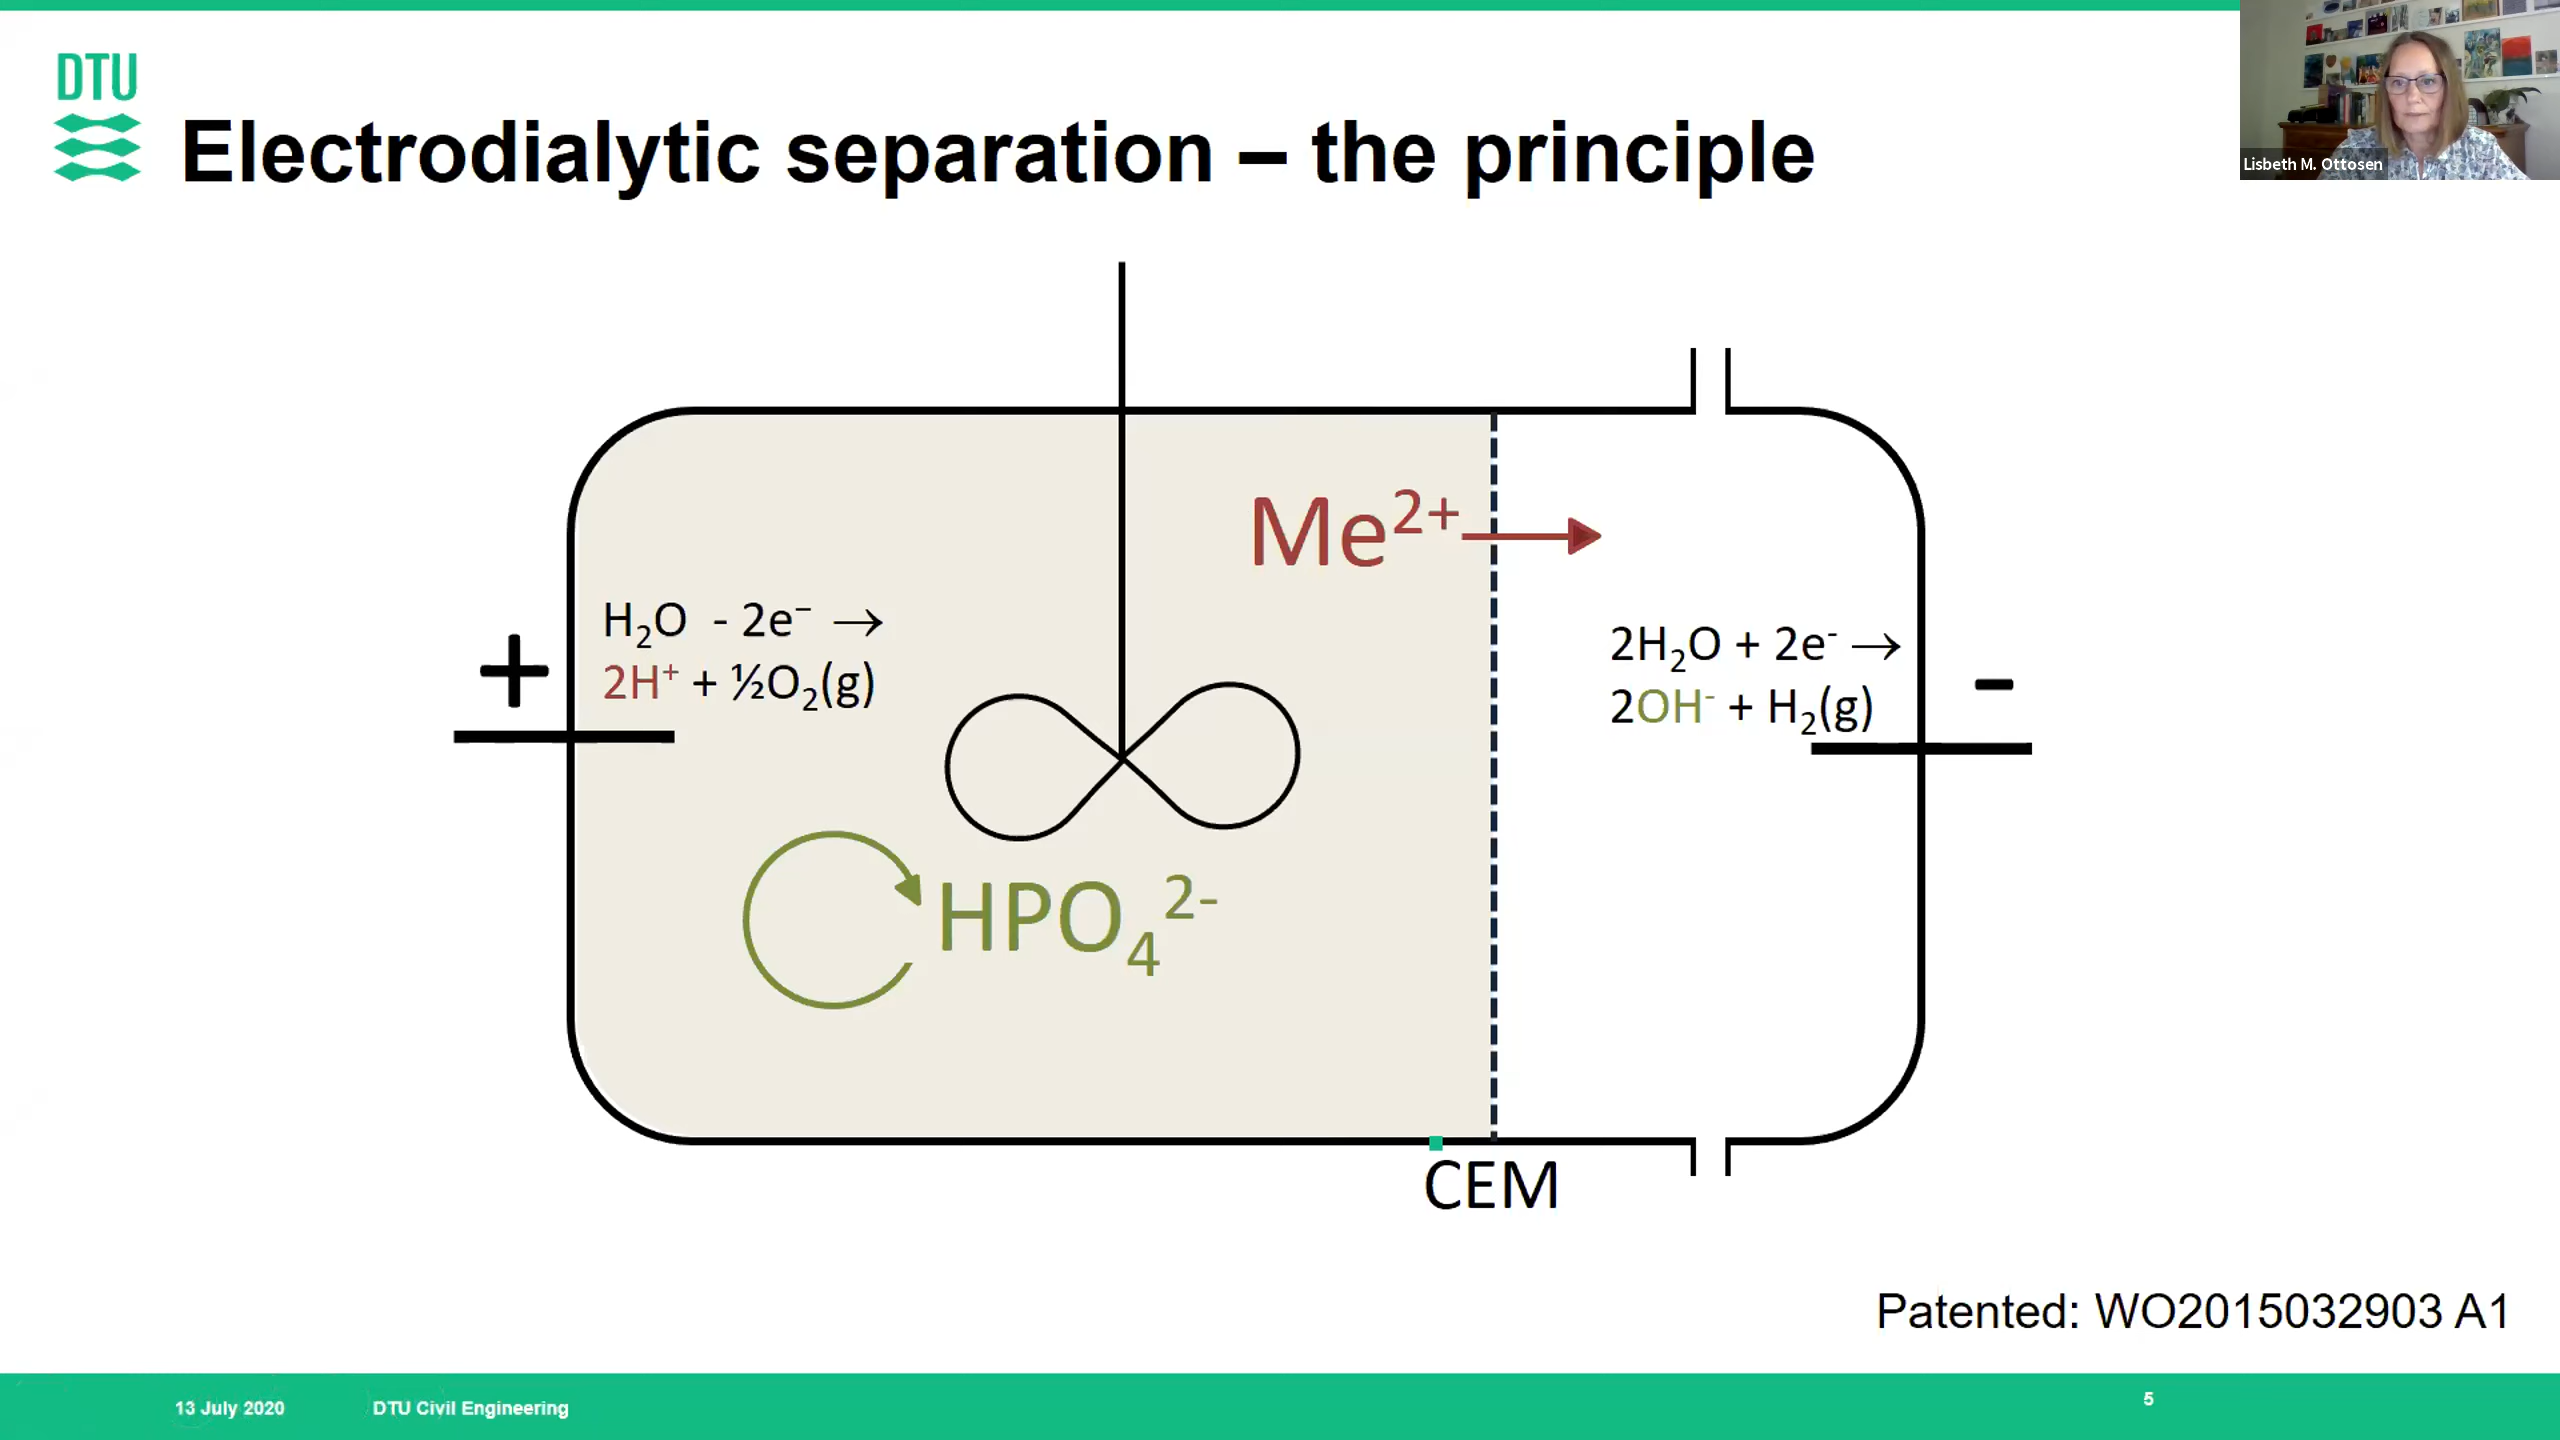 DTU
Electrodialytic separation – the principle
Lisbeth M. Ottosen
Me²⁺
+
H₂O - 2e⁻ →
2H⁺ + ½O₂(g)
2H₂O + 2e⁻ →
2OH⁻ + H₂(g)
-
HPO₄²⁻
CEM
Patented: WO2015032903 A1
13 July 2020 DTU Civil Engineering 5